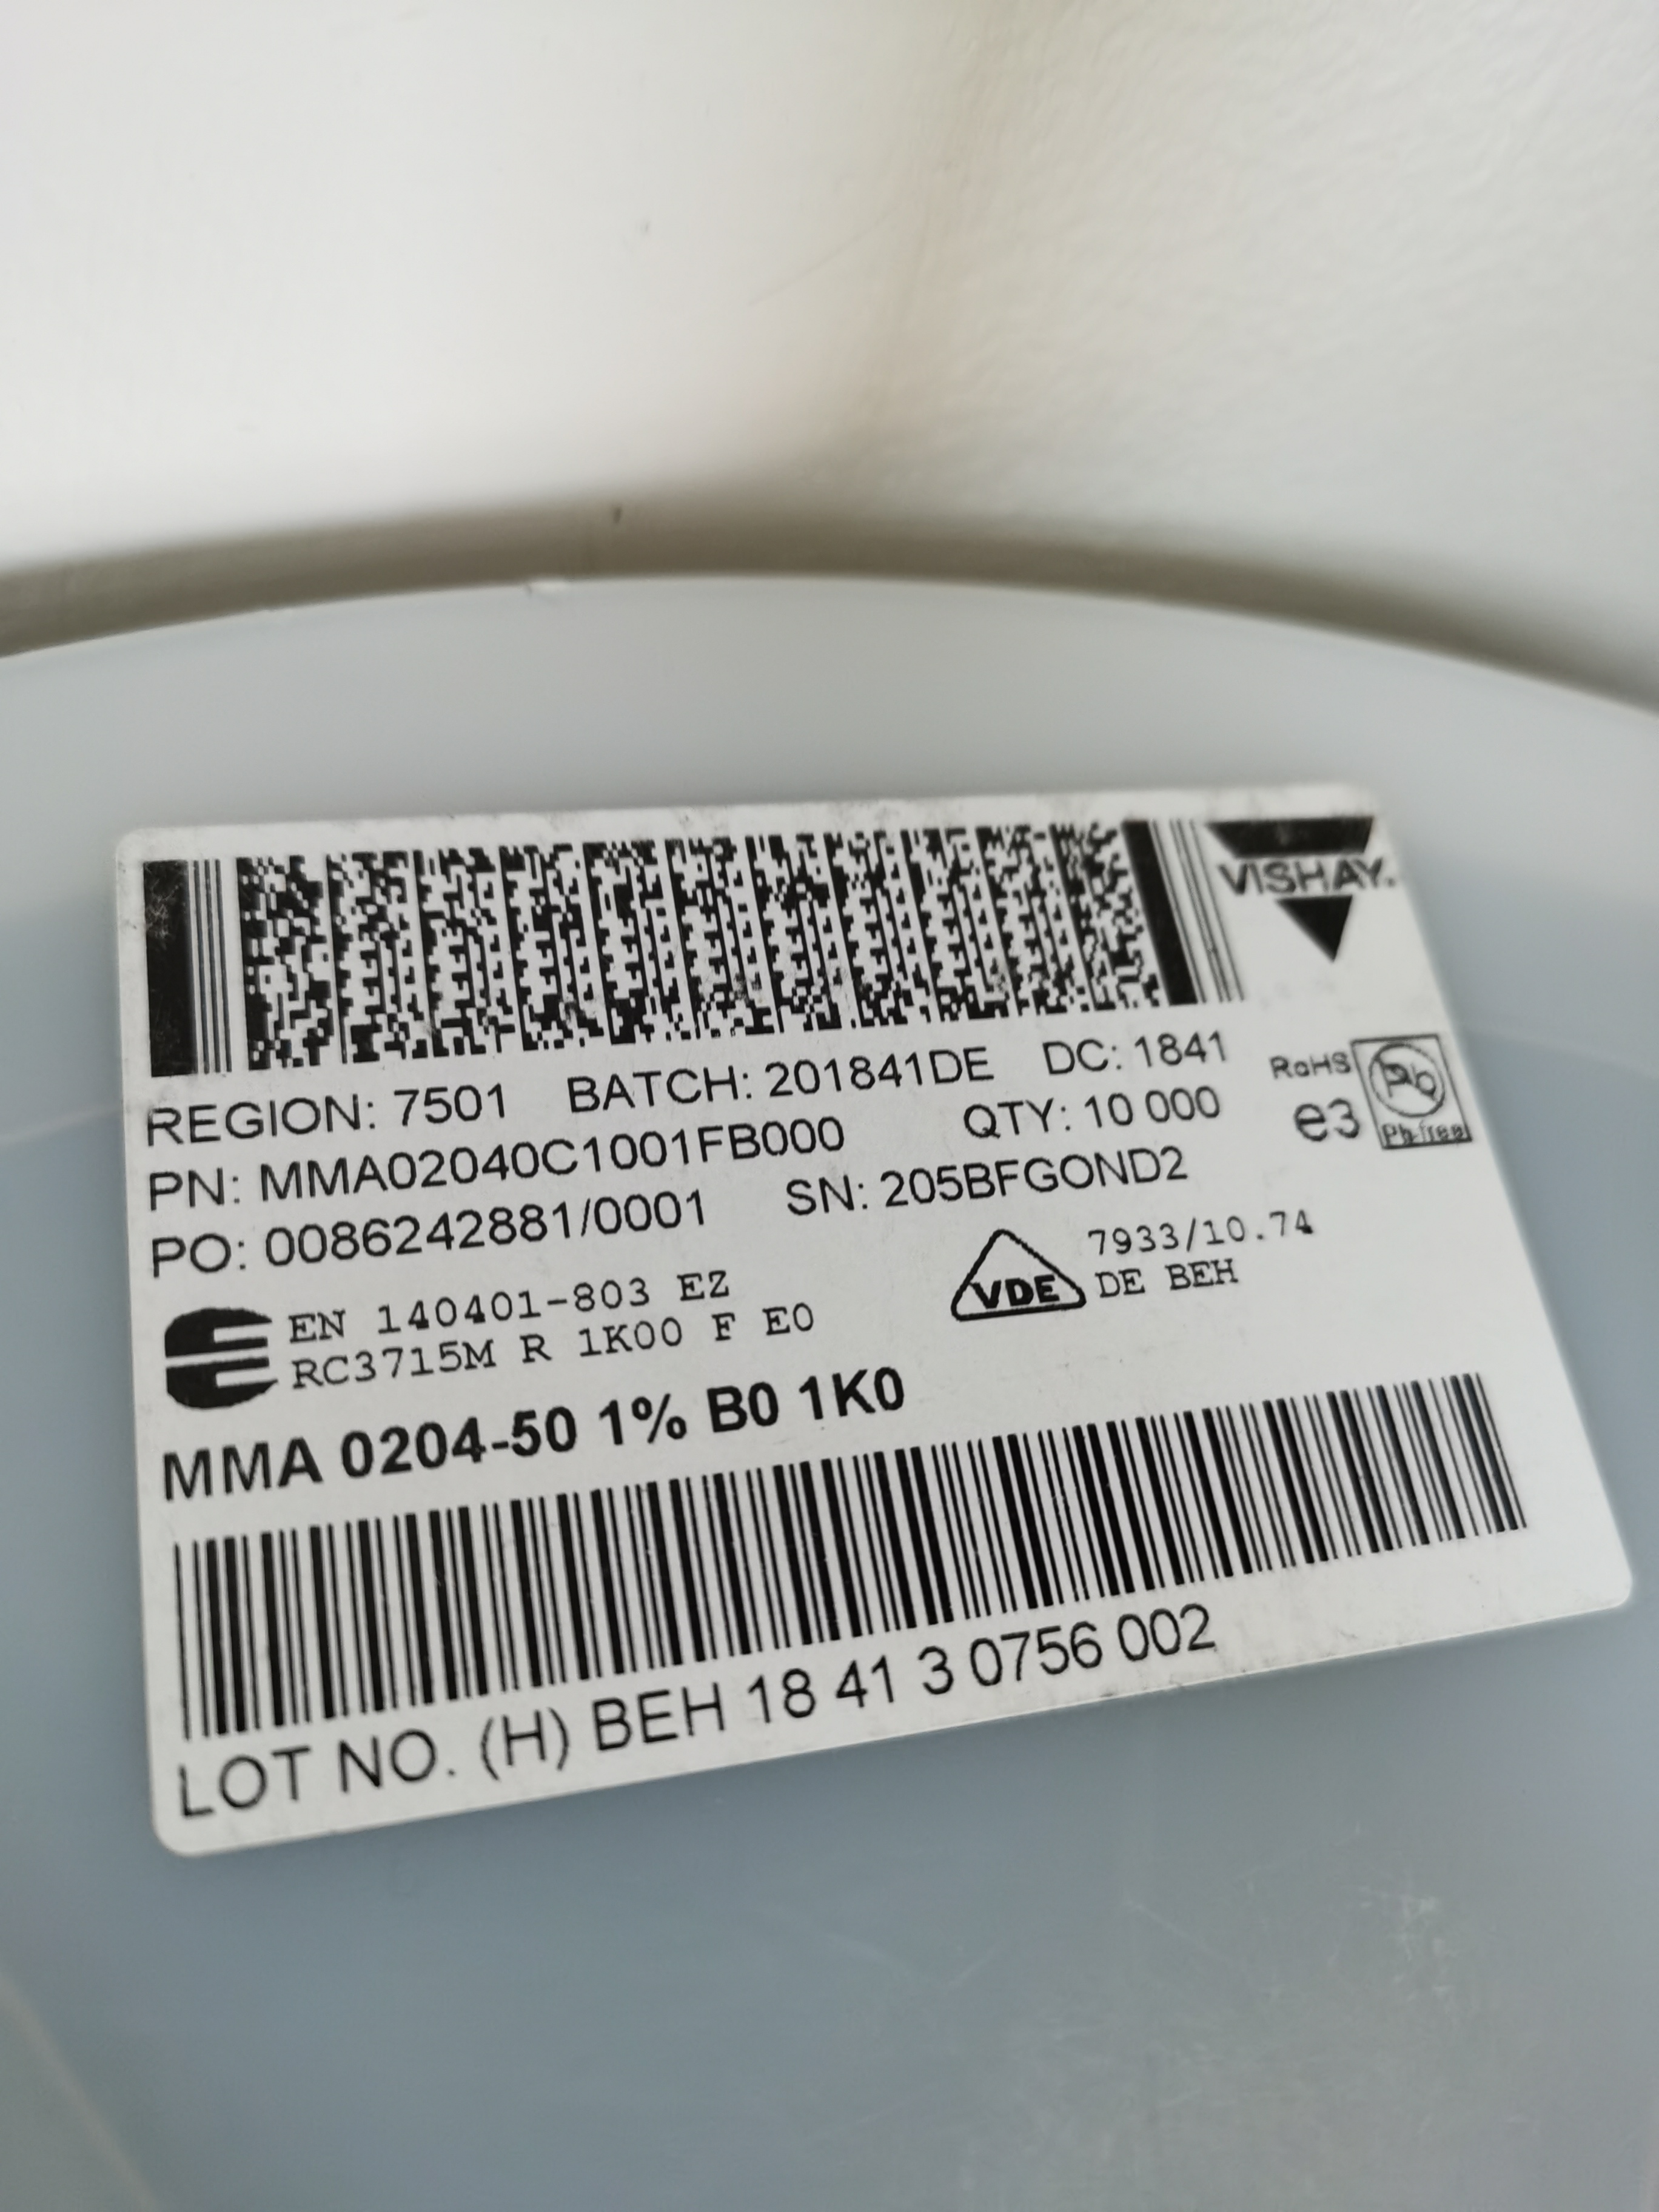 VISHAY.
REGION: 7501 BATCH: 201841DE DC: 1841
PN: MMA02040C1001FB000 QTY: 10 000
PO: 0086242881/0001 SN: 205BFGOND2
RoHS
e3
Pb
Pb-free
EN 140401-803 EZ
RC3715M R 1K00 F E0
VDE
7933/10.74
DE BEH
MMA 0204-50 1% B0 1K0
LOT NO. (H) BEH 18 41 3 0756 002